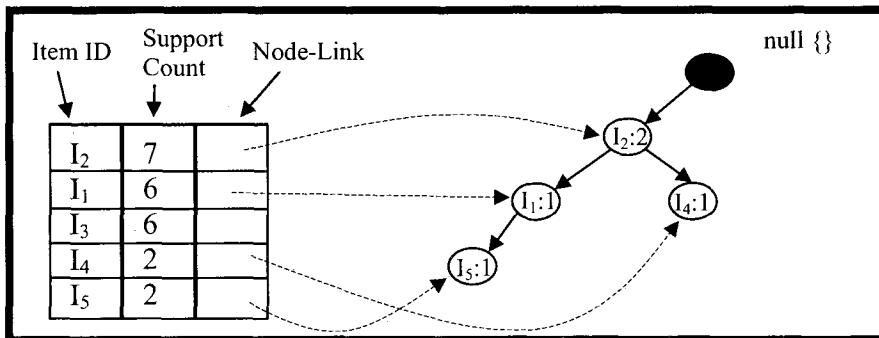 null {}
Item ID Support Count Node-Link
I₂ 7
I₁ 6
I₃ 6
I₄ 2
I₅ 2
I₂:2
I₁:1 I₄:1
I₅:1